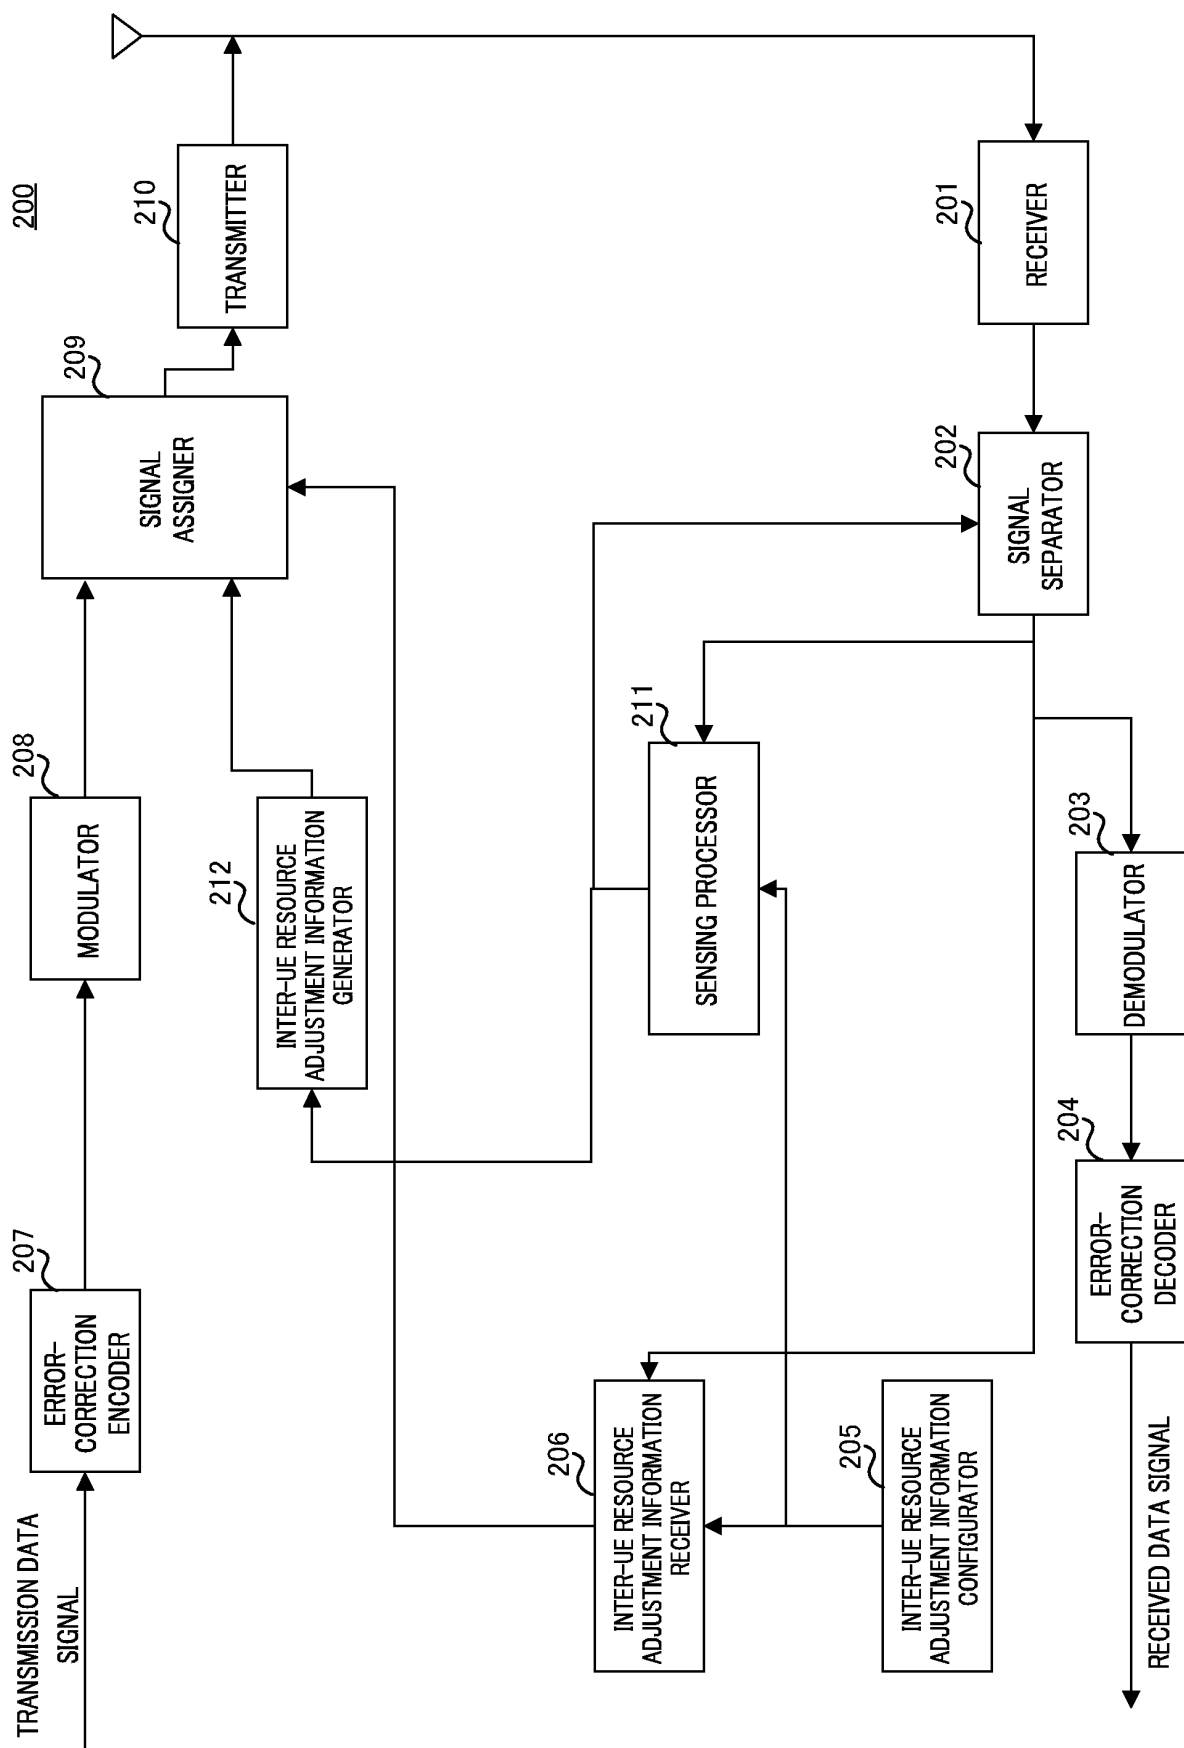 200
TRANSMISSION DATA
SIGNAL
207
ERROR-
CORRECTION
ENCODER
208
MODULATOR
209
SIGNAL
ASSIGNER
210
TRANSMITTER
212
INTER-UE RESOURCE
ADJUSTMENT INFORMATION
GENERATOR
206
INTER-UE RESOURCE
ADJUSTMENT INFORMATION
RECEIVER
211
SENSING PROCESSOR
205
INTER-UE RESOURCE
ADJUSTMENT INFORMATION
CONFIGURATOR
202
SIGNAL
SEPARATOR
201
RECEIVER
RECEIVED DATA SIGNAL
204
ERROR-
CORRECTION
DECODER
203
DEMODULATOR